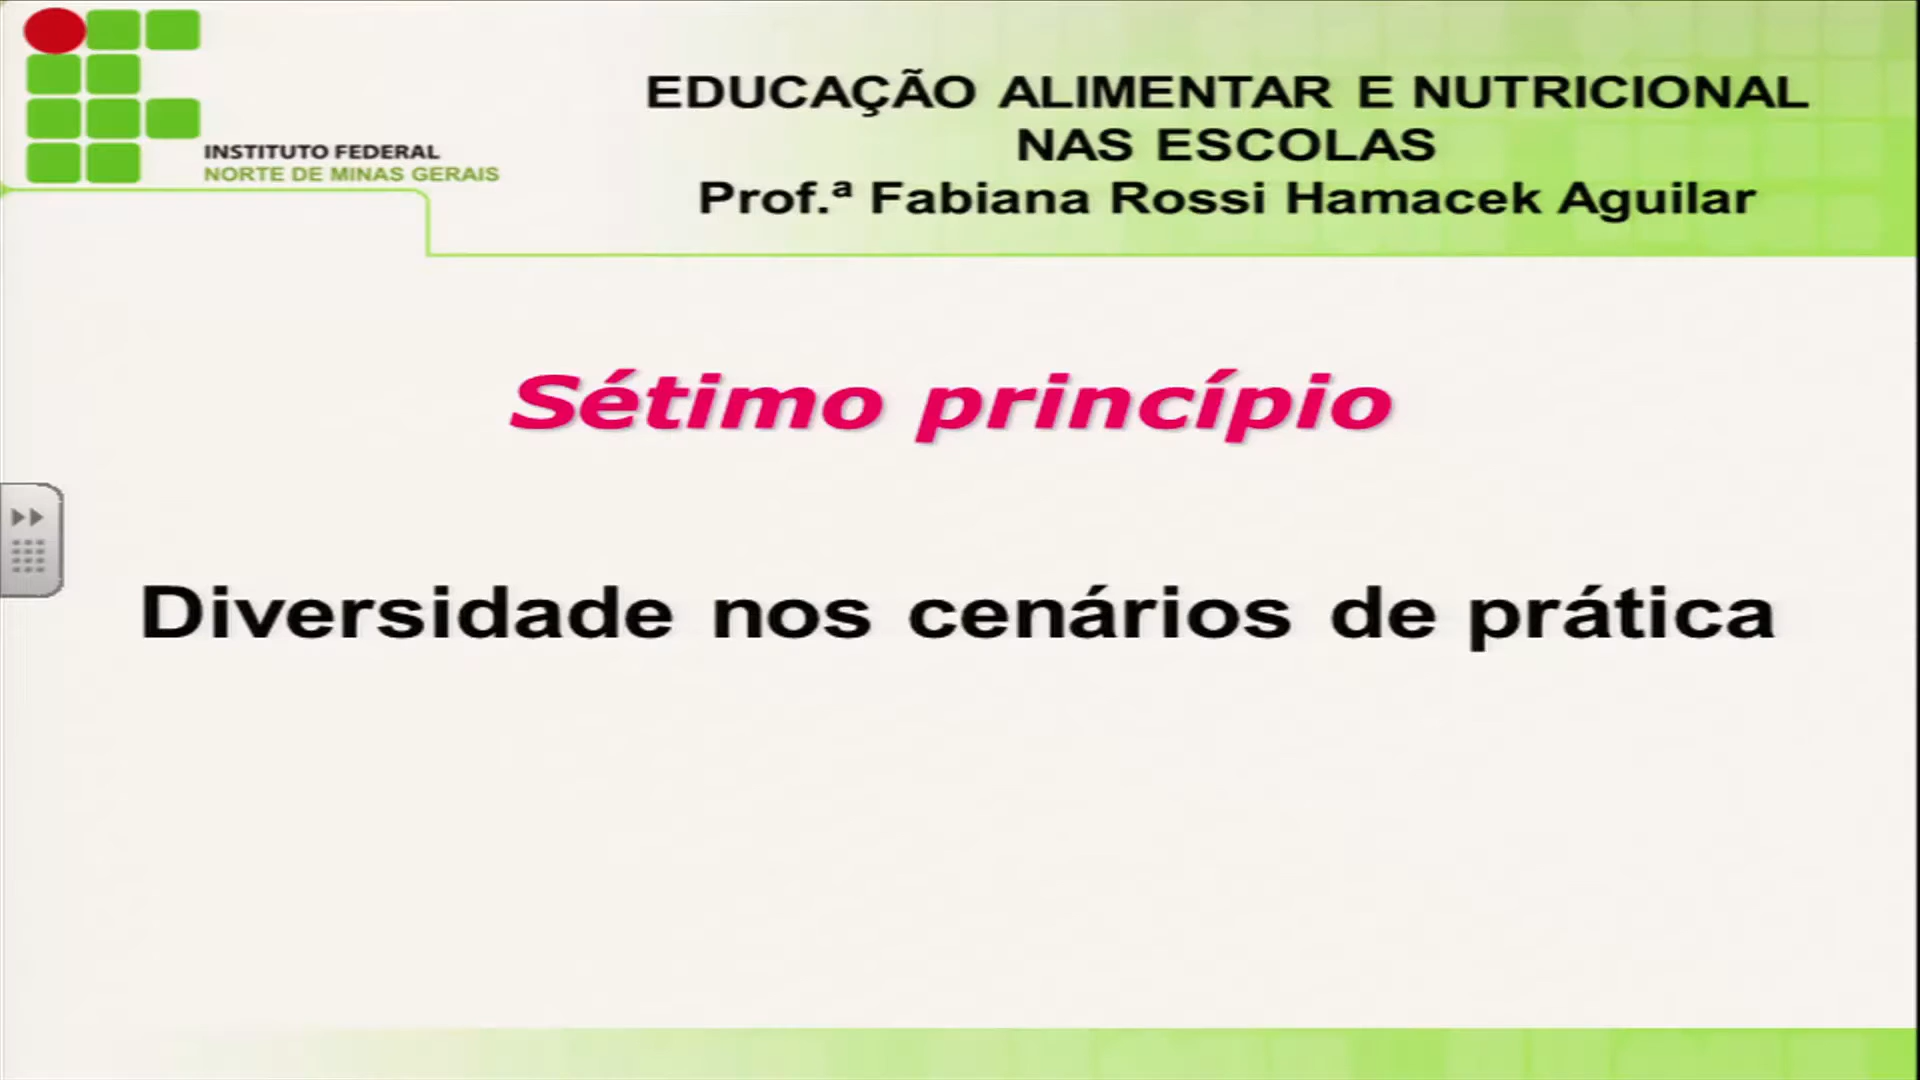 INSTITUTO FEDERAL
NORTE DE MINAS GERAIS
EDUCAÇÃO ALIMENTAR E NUTRICIONAL
NAS ESCOLAS
Prof.ª Fabiana Rossi Hamacek Aguilar
Sétimo princípio
Diversidade nos cenários de prática